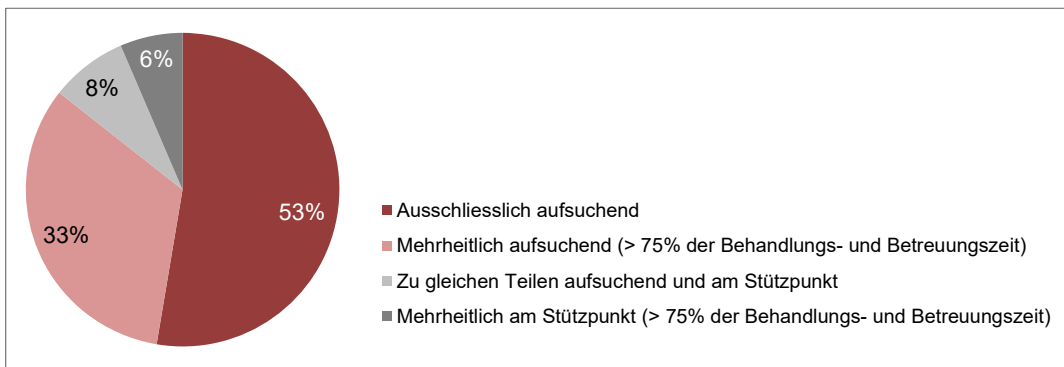 6%
8%
53%
33%
Ausschliesslich aufsuchend
Mehrheitlich aufsuchend (> 75% der Behandlungs- und Betreuungszeit)
Zu gleichen Teilen aufsuchend und am Stützpunkt
Mehrheitlich am Stützpunkt (> 75% der Behandlungs- und Betreuungszeit)